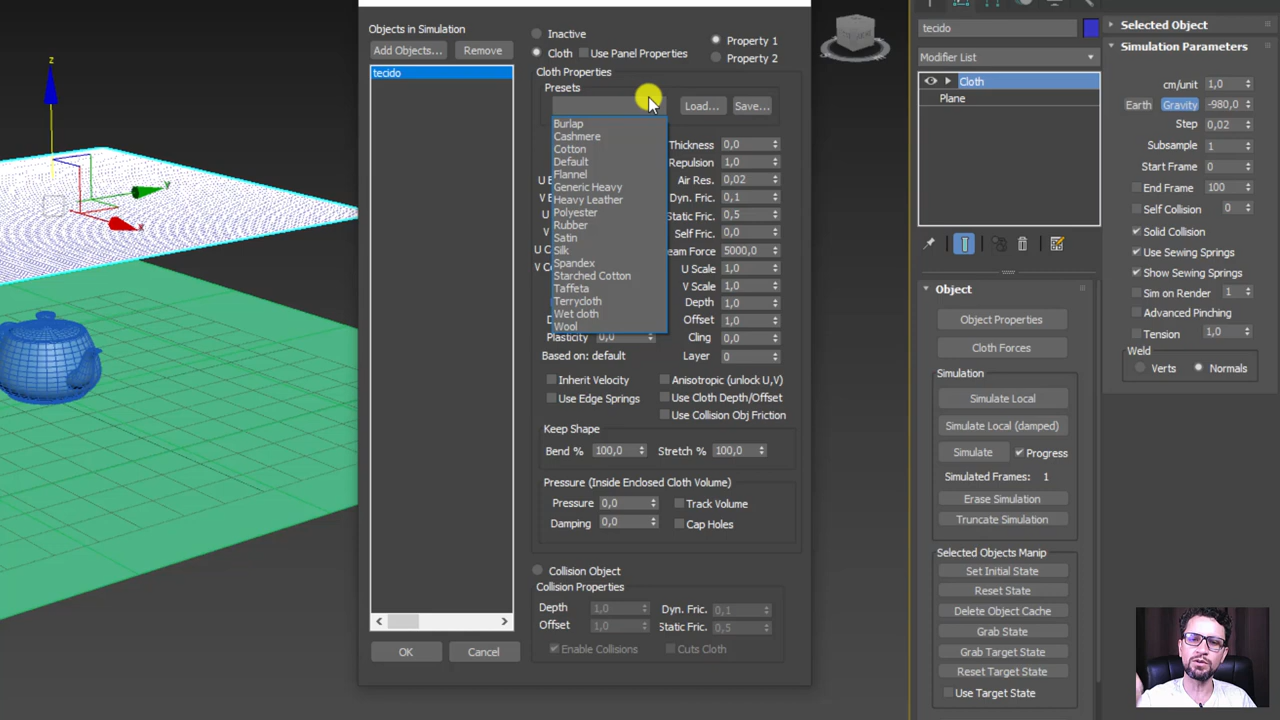 Objects in Simulation
Add Objects...
Remove
tecido
OK
Cancel
Inactive
Cloth
Use Panel Properties
Property 1
Property 2
Cloth Properties
Presets
Load...
Save...
Burlap
Cashmere
Cotton
Default
Flannel
Generic Heavy
Heavy Leather
Polyester
Rubber
Satin
Silk
Spandex
Starched Cotton
Taffeta
Terrycloth
Wet cloth
Wool
Thickness 0,0
Repulsion 1,0
Air Res. 0,02
Dyn. Fric. 0,1
Static Fric. 0,5
Self Fric. 0,0
5000,0
U Scale 1,0
V Scale 1,0
Depth 1,0
Offset 1,0
Plasticity 0,0
Cling 0,0
Based on: default
Layer 0
Inherit Velocity
Anisotropic (unlock U,V)
Use Edge Springs
Use Cloth Depth/Offset
Use Collision Obj Friction
Keep Shape
Bend % 100,0
Stretch % 100,0
Pressure (Inside Enclosed Cloth Volume)
Pressure 0,0
Track Volume
Damping 0,0
Cap Holes
Collision Object
Collision Properties
Depth 1,0
Dyn. Fric. 0,1
Offset 1,0
Static Fric. 0,5
Enable Collisions
Cuts Cloth
z
y
x
tecido
Modifier List
Cloth
Plane
Object
Object Properties
Cloth Forces
Simulation
Simulate Local
Simulate Local (damped)
Simulate
Progress
Simulated Frames: 1
Erase Simulation
Truncate Simulation
Selected Objects Manip
Set Initial State
Reset State
Delete Object Cache
Grab State
Grab Target State
Reset Target State
Use Target State
Selected Object
Simulation Parameters
cm/unit 1,0
Earth Gravity -980,0
Step 0,02
Subsample 1
Start Frame 0
End Frame 100
Self Collision 0
Solid Collision
Use Sewing Springs
Show Sewing Springs
Sim on Render 1
Advanced Pinching
Tension 1,0
Weld
Verts
Normals